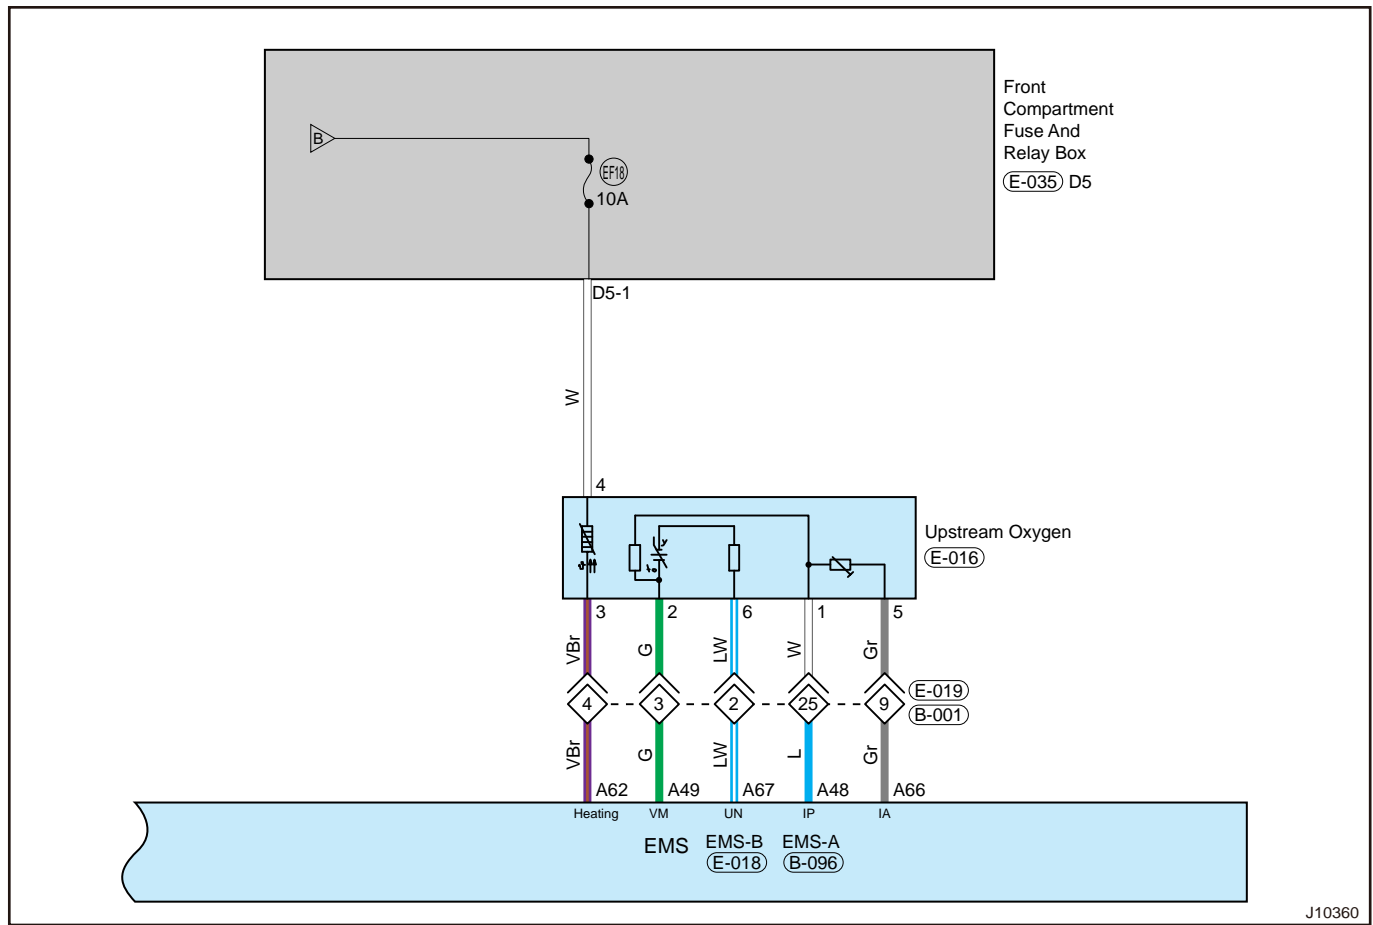 Front
Compartment
Fuse And
Relay Box
E-035 D5
B
EF18
10A
D5-1
W
4
Upstream Oxygen
E-016
3 2 6 1 5
VBr G LW W Gr
E-019
4 3 2 25 9
B-001
VBr G LW L Gr
A62 A49 A67 A48 A66
Heating VM UN IP IA
EMS EMS-B EMS-A
E-018 B-096
J10360